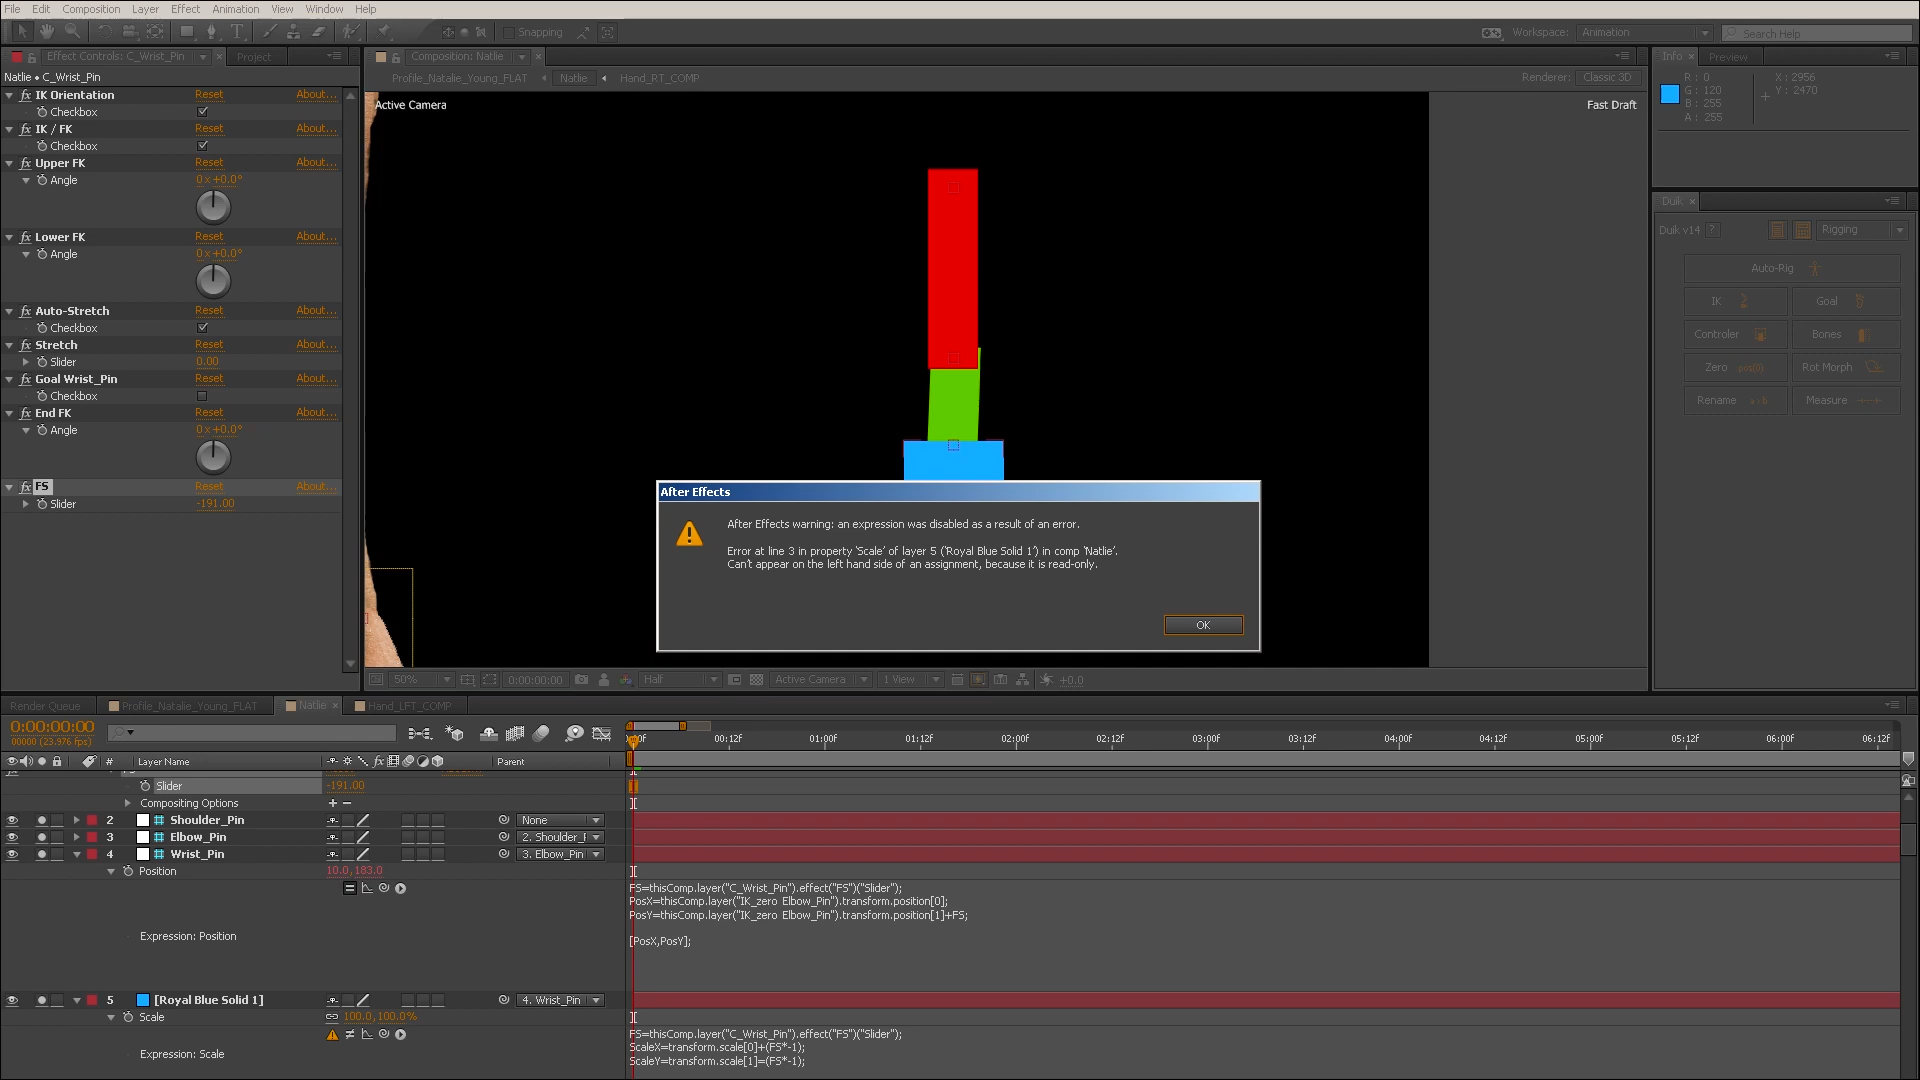 File Edit Composition Layer Effect Animation View Window Help
Snapping
Workspace: Animation
Search Help
Effect Controls: C_Wrist_Pin
Project
Natlie • C_Wrist_Pin
IK Orientation Reset About...
Checkbox
IK / FK Reset About...
Checkbox
Upper FK Reset About...
Angle 0x+0.0°
Lower FK Reset About...
Angle 0x+0.0°
Auto-Stretch Reset About...
Checkbox
Stretch Reset About...
Slider 0.00
Goal Wrist_Pin Reset About...
Checkbox
End FK Reset About...
Angle 0x+0.0°
FS Reset About...
Slider -191.00
Composition: Natlie
Profile_Natalie_Young_FLAT Natlie Hand_RT_COMP
Renderer: Classic 3D
Active Camera
Fast Draft
After Effects
After Effects warning: an expression was disabled as a result of an error.
Error at line 3 in property 'Scale' of layer 5 ('Royal Blue Solid 1') in comp 'Natlie'.
Can't appear on the left hand side of an assignment, because it is read-only.
OK
50% 0:00:00:00 Half Active Camera 1 View +0.0
Info Preview
R: 0 X: 2956
G: 120 Y: 2470
B: 255
A: 255
Duik
Duik v14 ? Rigging
Auto-Rig
IK Goal
Controler Bones
Zero Rot Morph
Rename Measure
Render Queue Profile_Natalie_Young_FLAT Natlie Hand_LFT_COMP
0:00:00:00
00000 (23.976 fps)
00:12F 01:00F 01:12F 02:00F 02:12F 03:00F 03:12F 04:00F 04:12F 05:00F 05:12F 06:00F 06:12F
# Layer Name Parent
Slider -191.00
Compositing Options + −
2 Shoulder_Pin None
3 Elbow_Pin 2. Shoulder_F
4 Wrist_Pin 3. Elbow_Pin
Position 10.0,183.0
Expression: Position
FS=thisComp.layer("C_Wrist_Pin").effect("FS")("Slider");
PosX=thisComp.layer("IK_zero Elbow_Pin").transform.position[0];
PosY=thisComp.layer("IK_zero Elbow_Pin").transform.position[1]+FS;
[PosX,PosY];
5 [Royal Blue Solid 1] 4. Wrist_Pin
Scale 100.0,100.0%
Expression: Scale
FS=thisComp.layer("C_Wrist_Pin").effect("FS")("Slider");
ScaleX=transform.scale[0]+(FS*-1);
ScaleY=transform.scale[1]=(FS*-1);